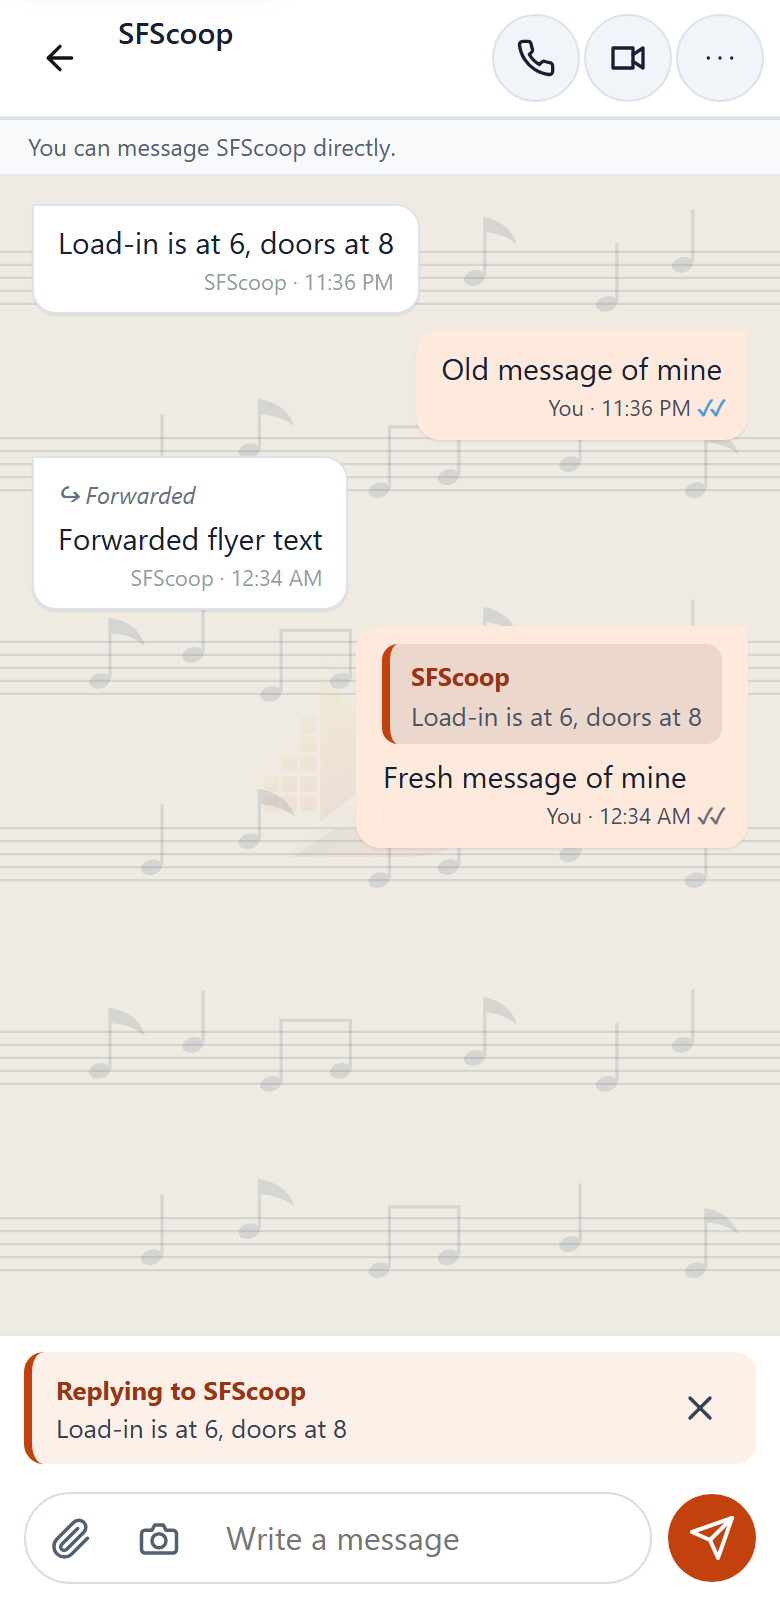 SFScoop
You can message SFScoop directly.
Load-in is at 6, doors at 8
SFScoop · 11:36 PM
Old message of mine
You · 11:36 PM
Forwarded
Forwarded flyer text
SFScoop · 12:34 AM
SFScoop
Load-in is at 6, doors at 8
Fresh message of mine
You · 12:34 AM
Replying to SFScoop
Load-in is at 6, doors at 8
Write a message